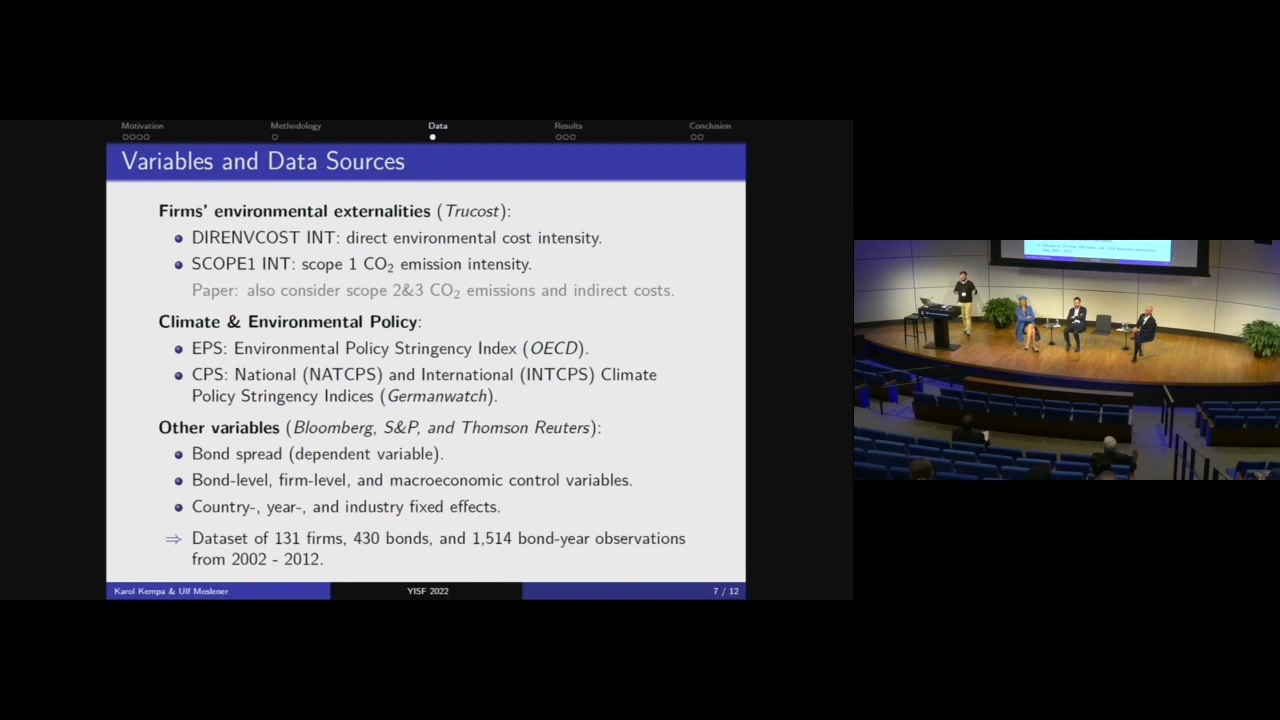 Motivation
Methodology
Data
Results
Conclusion
Variables and Data Sources
Firms' environmental externalities (Trucost):
DIRENVCOST INT: direct environmental cost intensity.
SCOPE1 INT: scope 1 CO₂ emission intensity.
Paper: also consider scope 2&3 CO₂ emissions and indirect costs.
Climate & Environmental Policy:
EPS: Environmental Policy Stringency Index (OECD).
CPS: National (NATCPS) and International (INTCPS) Climate
Policy Stringency Indices (Germanwatch).
Other variables (Bloomberg, S&P, and Thomson Reuters):
Bond spread (dependent variable).
Bond-level, firm-level, and macroeconomic control variables.
Country-, year-, and industry fixed effects.
⇒ Dataset of 131 firms, 430 bonds, and 1,514 bond-year observations
from 2002 - 2012.
Karol Kempa & Ulf Moslener
YISF 2022
7 / 12